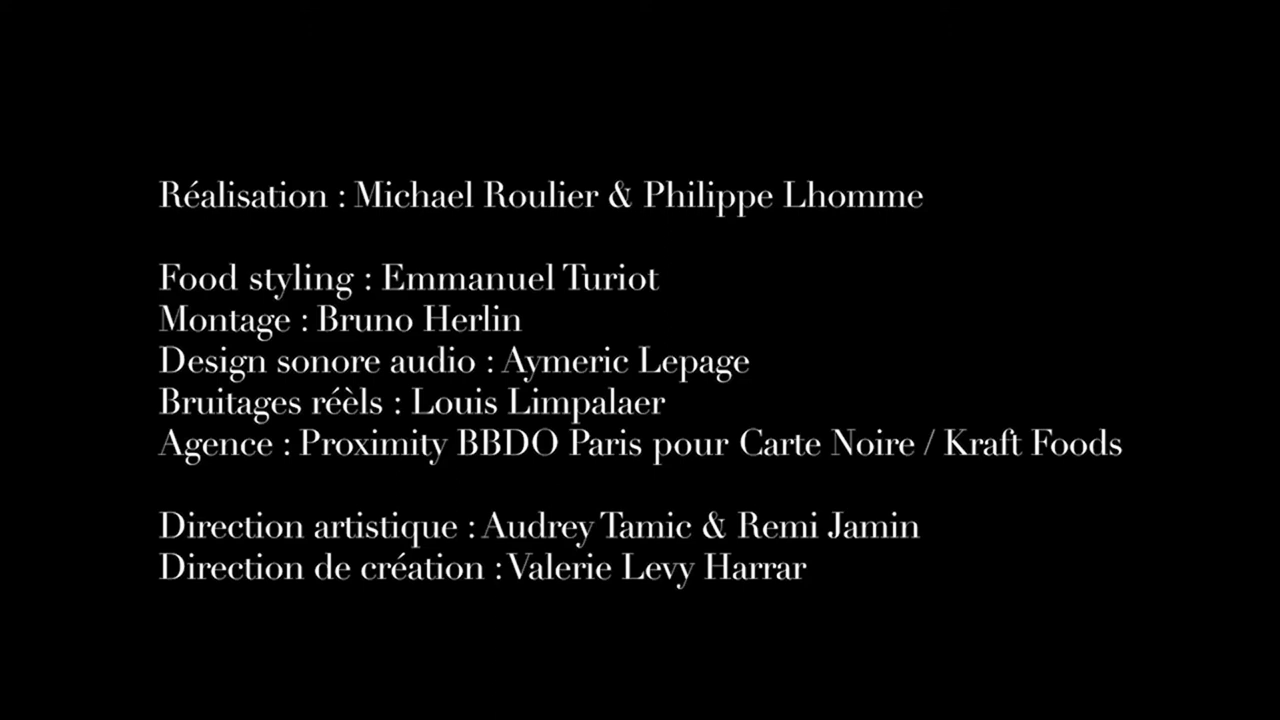 Réalisation : Michael Roulier & Philippe Lhomme
Food styling : Emmanuel Turiot
Montage : Bruno Herlin
Design sonore audio : Aymeric Lepage
Bruitages réèls : Louis Limpalaer
Agence : Proximity BBDO Paris pour Carte Noire / Kraft Foods
Direction artistique : Audrey Tamic & Remi Jamin
Direction de création : Valerie Levy Harrar